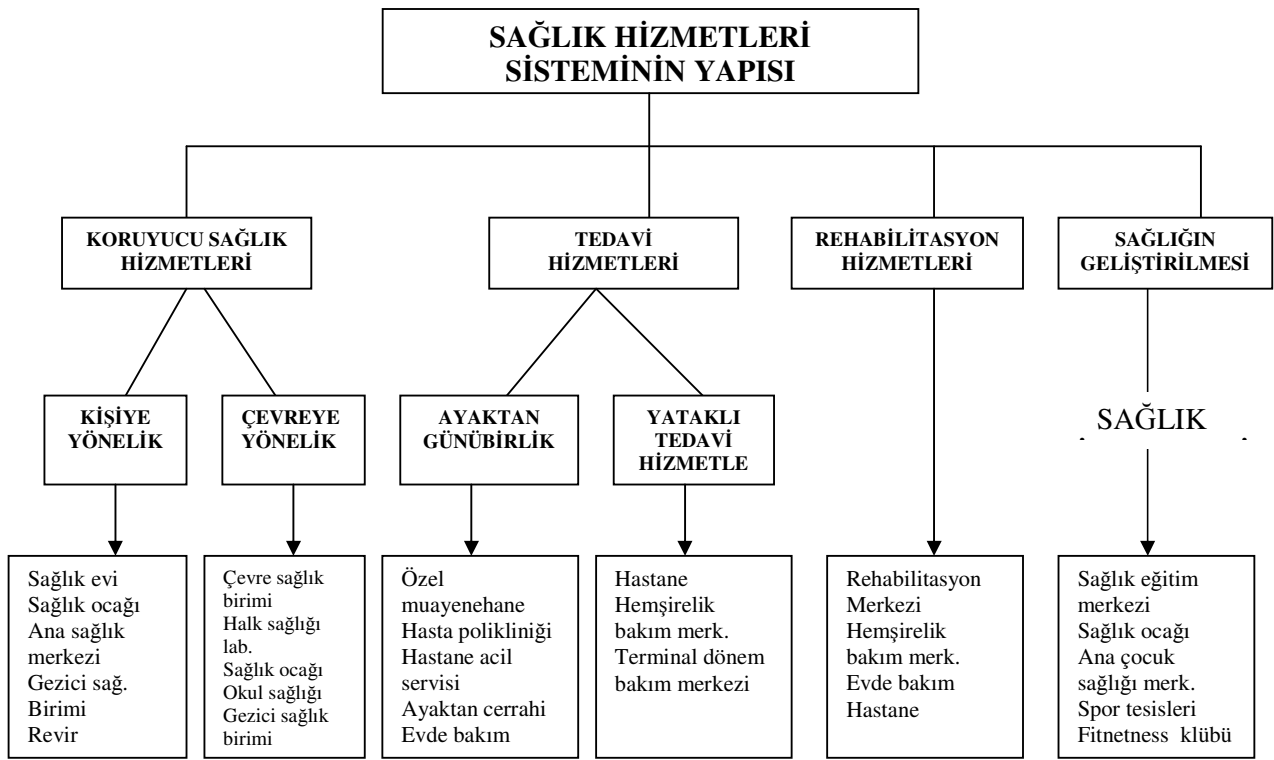 SAĞLIK HİZMETLERİ
SİSTEMİNİN YAPISI
KORUYUCU SAĞLIK
HİZMETLERİ
TEDAVİ
HİZMETLERİ
REHABİLİTASYON
HİZMETLERİ
SAĞLIĞIN
GELİŞTİRİLMESİ
KİŞİYE
YÖNELİK
ÇEVREYE
YÖNELİK
AYAKTAN
GÜNÜBİRLİK
YATAKLI
TEDAVİ
HİZMETLE
SAĞLIK
Sağlık evi
Sağlık ocağı
Ana sağlık
merkezi
Gezici sağ.
Birimi
Revir
Çevre sağlık
birimi
Halk sağlığı
lab.
Sağlık ocağı
Okul sağlığı
Gezici sağlık
birimi
Özel
muayenehane
Hasta polikliniği
Hastane acil
servisi
Ayaktan cerrahi
Evde bakım
Hastane
Hemşirelik
bakım merk.
Terminal dönem
bakım merkezi
Rehabilitasyon
Merkezi
Hemşirelik
bakım merk.
Evde bakım
Hastane
Sağlık eğitim
merkezi
Sağlık ocağı
Ana çocuk
sağlığı merk.
Spor tesisleri
Fitnetness klübü